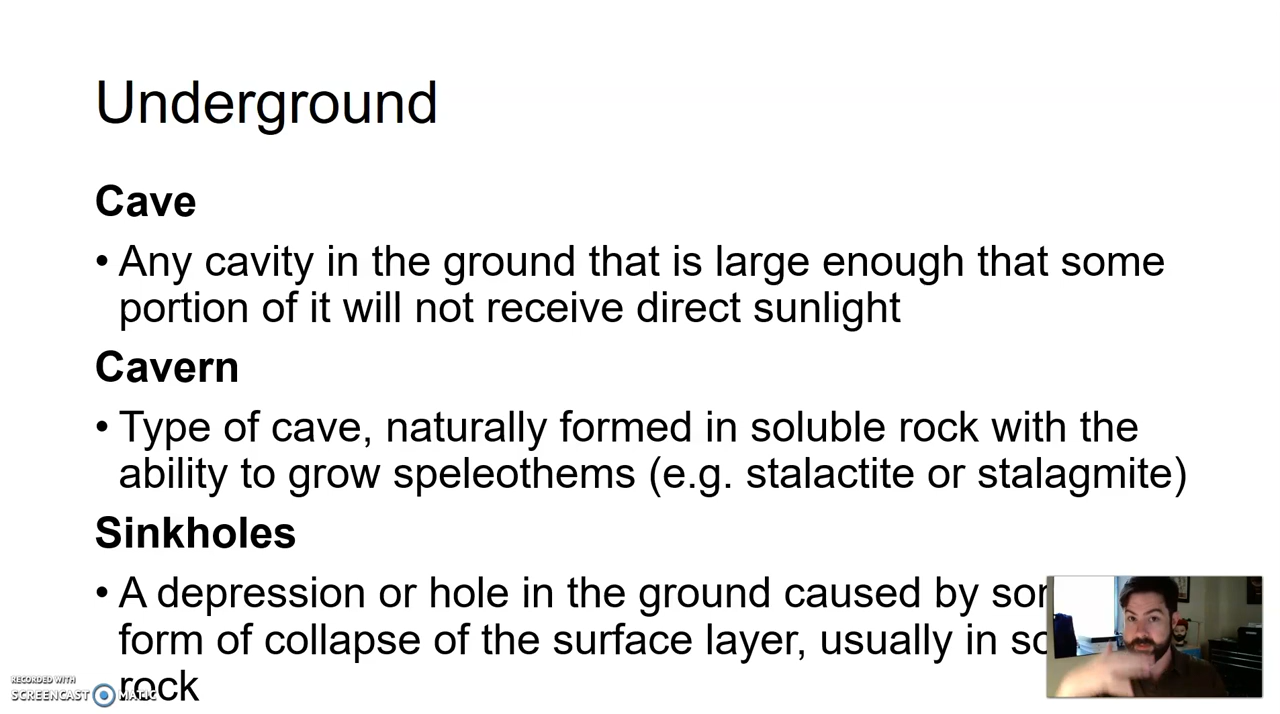 Underground
Cave
• Any cavity in the ground that is large enough that some
portion of it will not receive direct sunlight
Cavern
• Type of cave, naturally formed in soluble rock with the
ability to grow speleothems (e.g. stalactite or stalagmite)
Sinkholes
• A depression or hole in the ground caused by
form of collapse of the surface layer, usually in
rock
RECORDED WITH
SCREENCAST MATIC